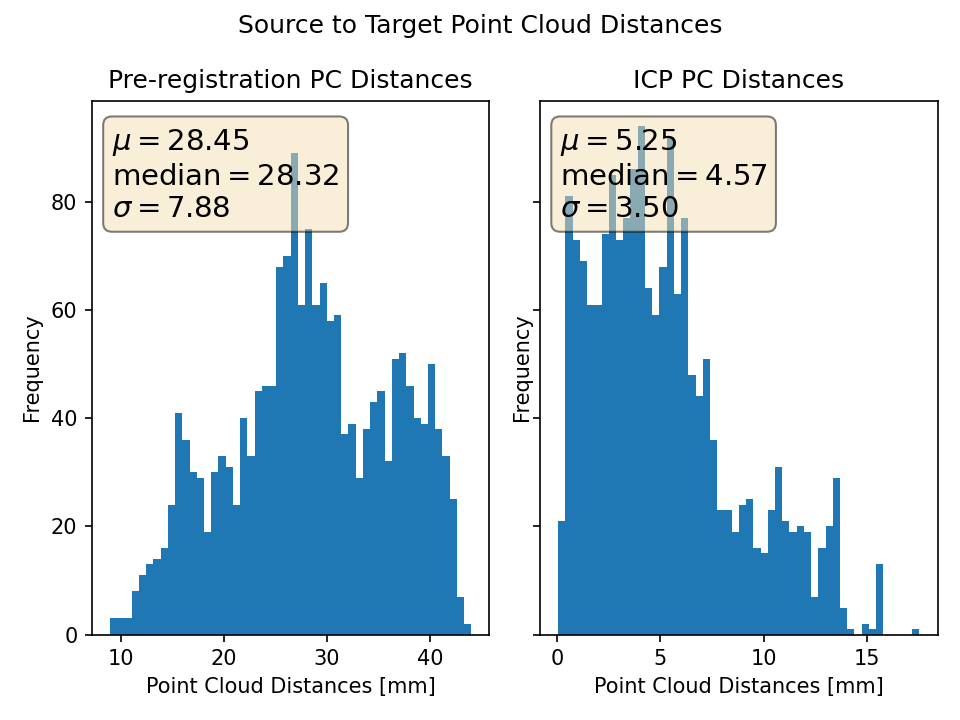 Source to Target Point Cloud Distances
Pre-registration PC Distances
μ = 28.45
median = 28.32
σ = 7.88
80
60
40
20
0
Frequency
10 20 30 40
Point Cloud Distances [mm]
ICP PC Distances
μ = 5.25
median = 4.57
σ = 3.50
Frequency
0 5 10 15
Point Cloud Distances [mm]